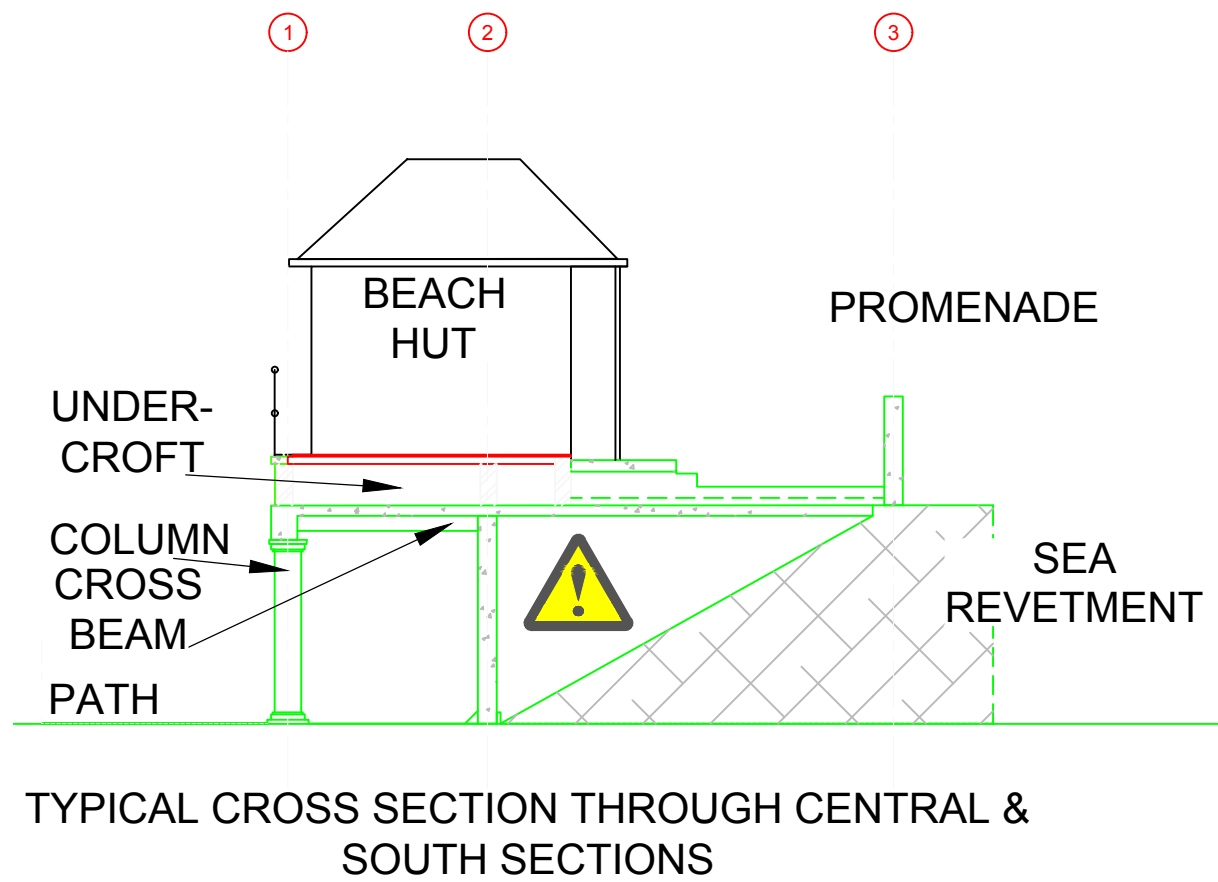 1
2
3
BEACH
HUT
PROMENADE
UNDER-
CROFT
COLUMN
CROSS
BEAM
SEA
REVETMENT
PATH
TYPICAL CROSS SECTION THROUGH CENTRAL &
SOUTH SECTIONS